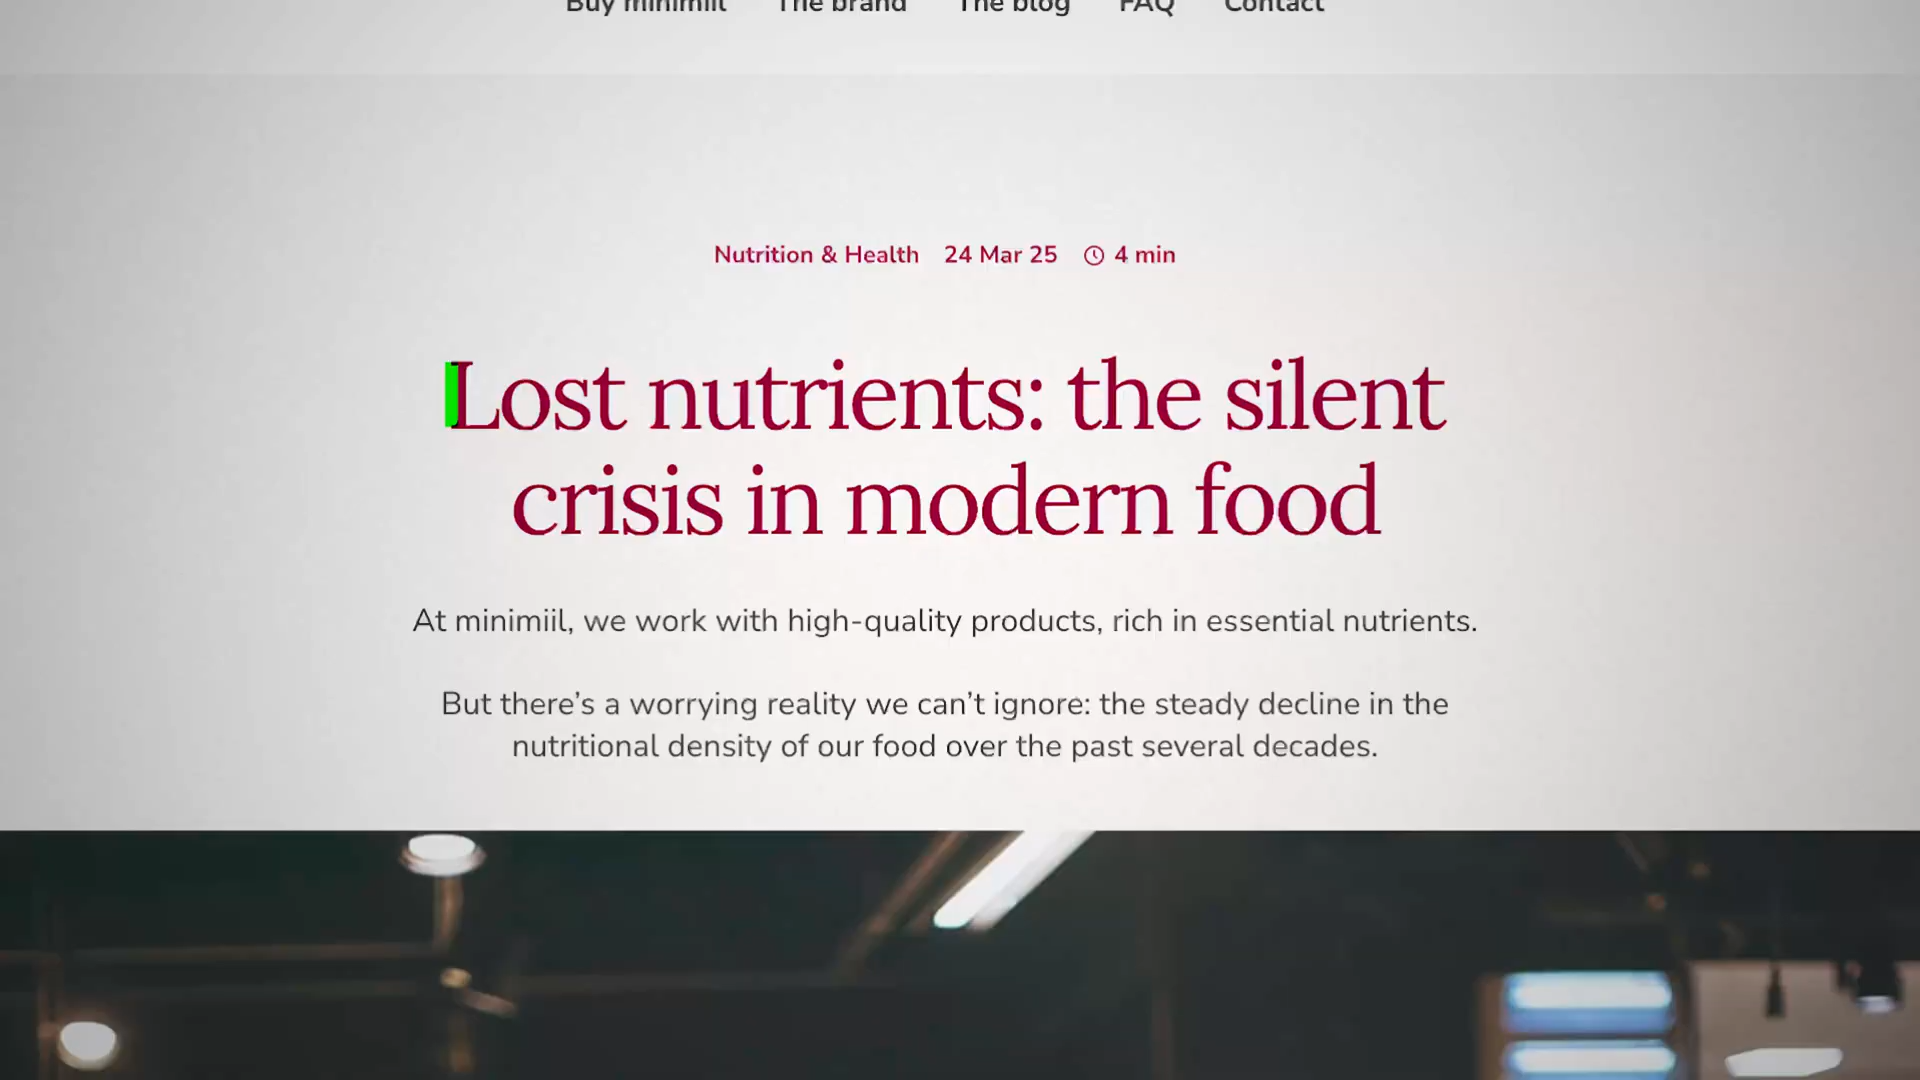 Buy minimiil The brand The blog FAQ Contact
Nutrition & Health 24 Mar 25 4 min
Lost nutrients: the silent
crisis in modern food
At minimiil, we work with high-quality products, rich in essential nutrients.
But there’s a worrying reality we can’t ignore: the steady decline in the
nutritional density of our food over the past several decades.